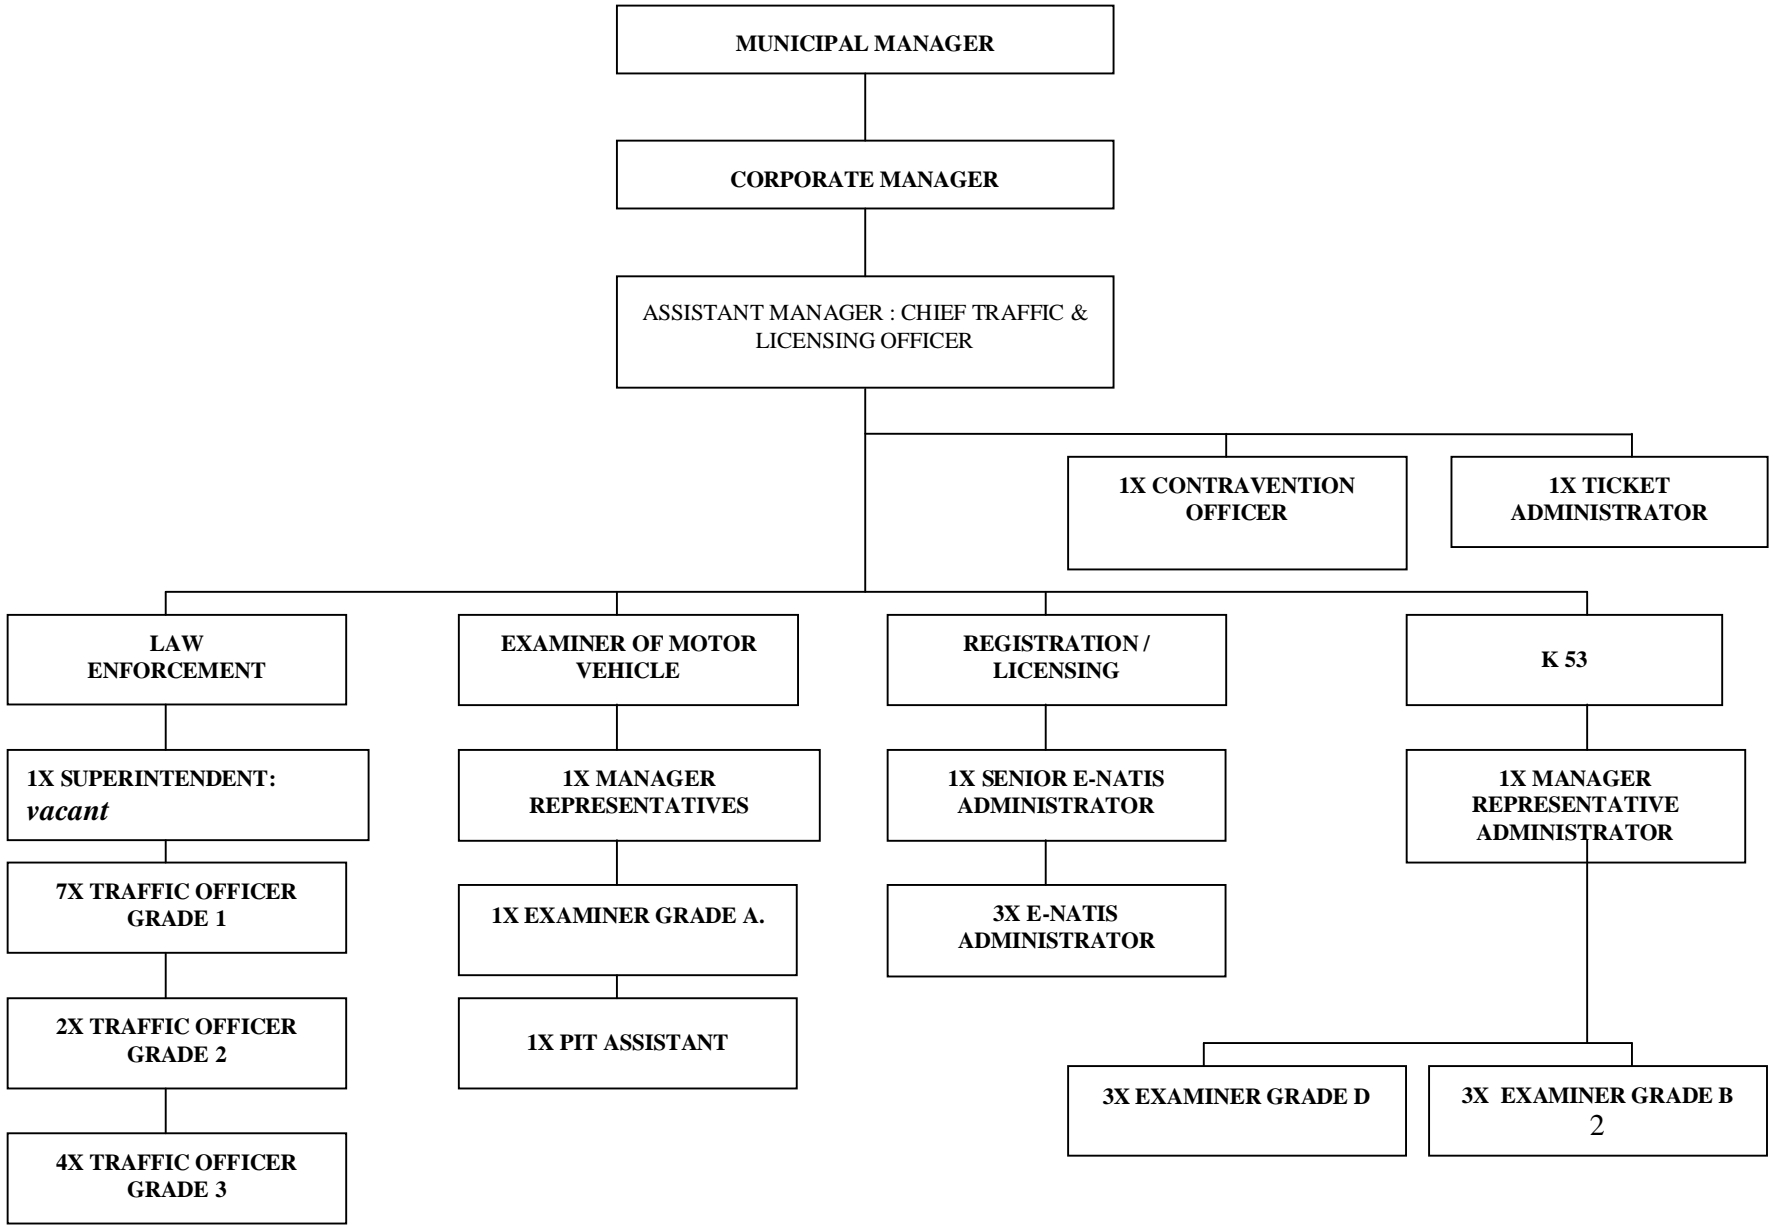 MUNICIPAL MANAGER
CORPORATE MANAGER
ASSISTANT MANAGER : CHIEF TRAFFIC &
LICENSING OFFICER
1X CONTRAVENTION
OFFICER
1X TICKET
ADMINISTRATOR
LAW
ENFORCEMENT
EXAMINER OF MOTOR
VEHICLE
REGISTRATION /
LICENSING
K 53
1X SUPERINTENDENT:
vacant
1X MANAGER
REPRESENTATIVES
1X SENIOR E-NATIS
ADMINISTRATOR
1X MANAGER
REPRESENTATIVE
ADMINISTRATOR
7X TRAFFIC OFFICER
GRADE 1
1X EXAMINER GRADE A.
3X E-NATIS
ADMINISTRATOR
2X TRAFFIC OFFICER
GRADE 2
1X PIT ASSISTANT
3X EXAMINER GRADE D
3X  EXAMINER GRADE B
2
4X TRAFFIC OFFICER
GRADE 3